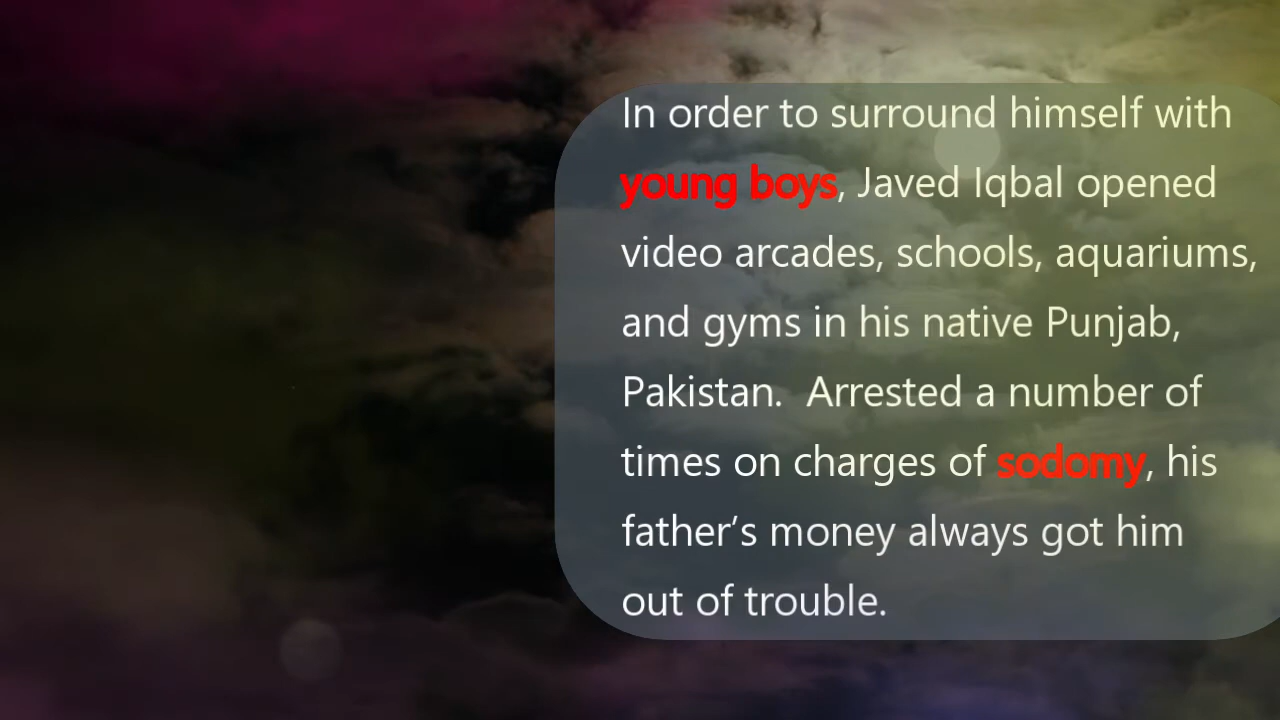 In order to surround himself with
young boys, Javed Iqbal opened
video arcades, schools, aquariums,
and gyms in his native Punjab,
Pakistan.  Arrested a number of
times on charges of sodomy, his
father’s money always got him
out of trouble.